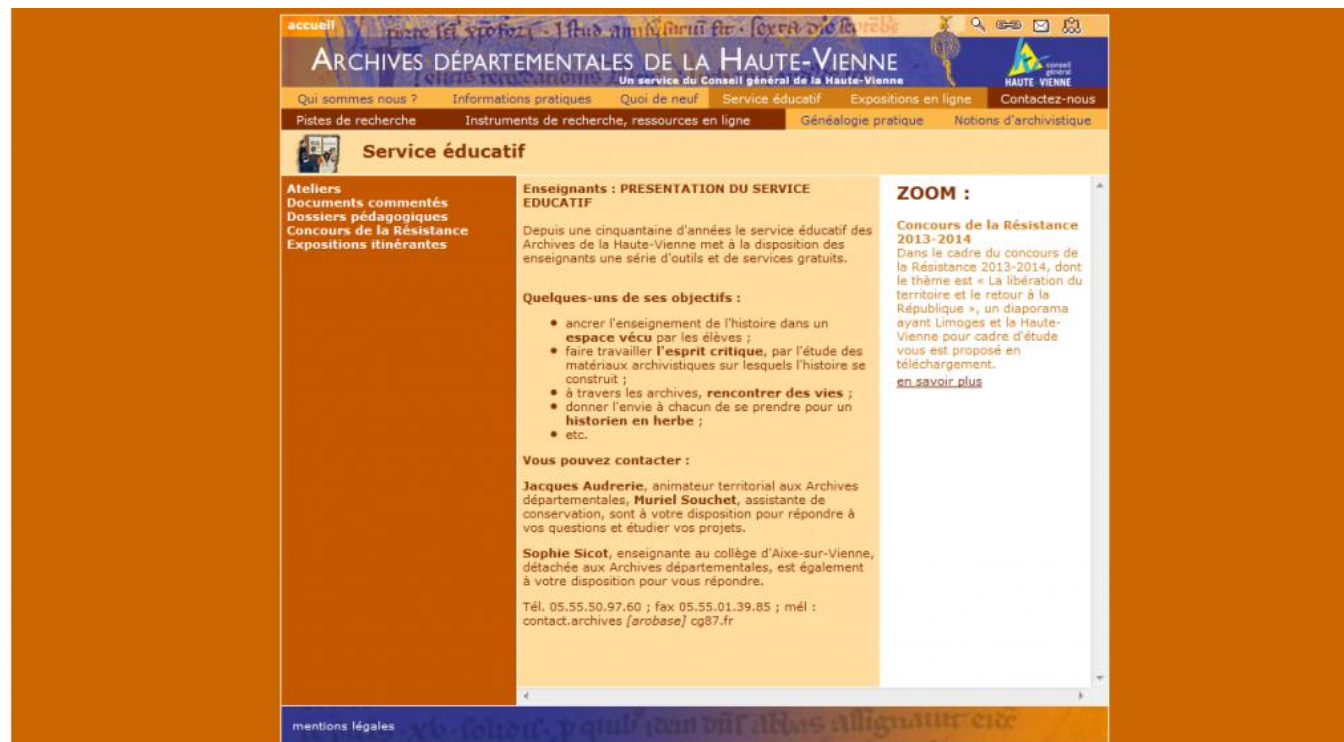 accueil
ARCHIVES DÉPARTEMENTALES DE LA HAUTE-VIENNE
Un service du Conseil général de la Haute-Vienne
conseil
général
HAUTE VIENNE
Qui sommes nous ? Informations pratiques Quoi de neuf Service éducatif Expositions en ligne Contactez-nous
Pistes de recherche Instruments de recherche, ressources en ligne Généalogie pratique Notions d'archivistique
Service éducatif
Ateliers
Documents commentés
Dossiers pédagogiques
Concours de la Résistance
Expositions itinérantes
Enseignants : PRESENTATION DU SERVICE
EDUCATIF
Depuis une cinquantaine d'années le service éducatif des
Archives de la Haute-Vienne met à la disposition des
enseignants une série d'outils et de services gratuits.
Quelques-uns de ses objectifs :
• ancrer l'enseignement de l'histoire dans un
espace vécu par les élèves ;
• faire travailler l'esprit critique, par l'étude des
matériaux archivistiques sur lesquels l'histoire se
construit ;
• à travers les archives, rencontrer des vies ;
• donner l'envie à chacun de se prendre pour un
historien en herbe ;
• etc.
Vous pouvez contacter :
Jacques Audrerie, animateur territorial aux Archives
départementales, Muriel Souchet, assistante de
conservation, sont à votre disposition pour répondre à
vos questions et étudier vos projets.
Sophie Sicot, enseignante au collège d'Aixe-sur-Vienne,
détachée aux Archives départementales, est également
à votre disposition pour vous répondre.
Tél. 05.55.50.97.60 ; fax 05.55.01.39.85 ; mél :
contact.archives [arobase] cg87.fr
ZOOM :
Concours de la Résistance
2013-2014
Dans le cadre du concours de
la Résistance 2013-2014, dont
le thème est « La libération du
territoire et le retour à la
République », un diaporama
ayant Limoges et la Haute-
Vienne pour cadre d'étude
vous est proposé en
téléchargement.
en savoir plus
mentions légales